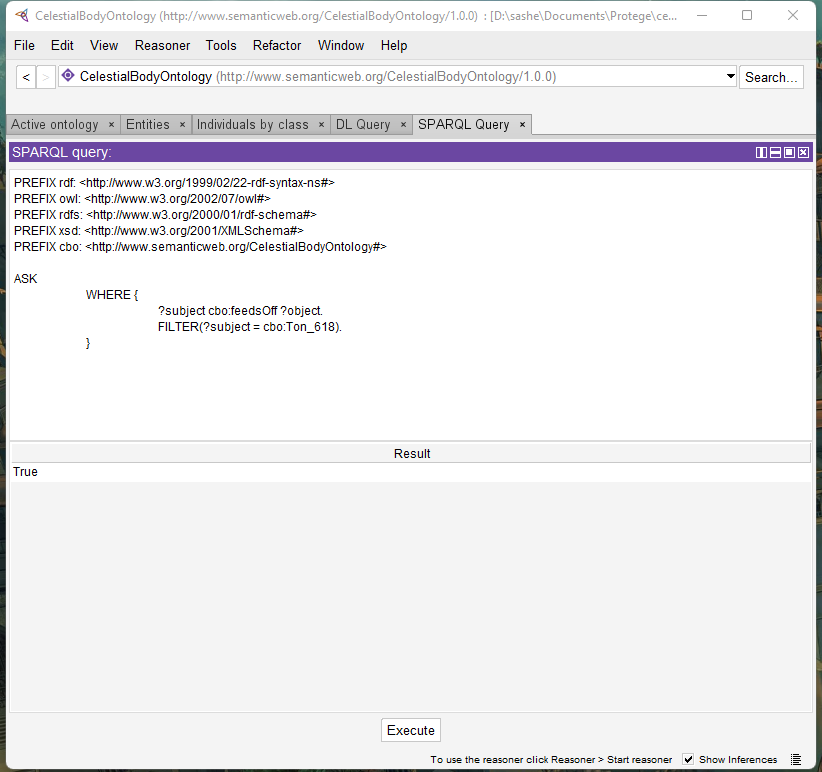 CelestialBodyOntology (http://www.semanticweb.org/CelestialBodyOntology/1.0.0) : [D:\sashe\Documents\Protege\ce...
File Edit View Reasoner Tools Refactor Window Help
< > CelestialBodyOntology (http://www.semanticweb.org/CelestialBodyOntology/1.0.0) Search...
Active ontology × Entities × Individuals by class × DL Query × SPARQL Query ×
SPARQL query:
PREFIX rdf: <http://www.w3.org/1999/02/22-rdf-syntax-ns#>
PREFIX owl: <http://www.w3.org/2002/07/owl#>
PREFIX rdfs: <http://www.w3.org/2000/01/rdf-schema#>
PREFIX xsd: <http://www.w3.org/2001/XMLSchema#>
PREFIX cbo: <http://www.semanticweb.org/CelestialBodyOntology#>
ASK
WHERE {
?subject cbo:feedsOff ?object.
FILTER(?subject = cbo:Ton_618).
}
Result
True
Execute
To use the reasoner click Reasoner > Start reasoner Show Inferences